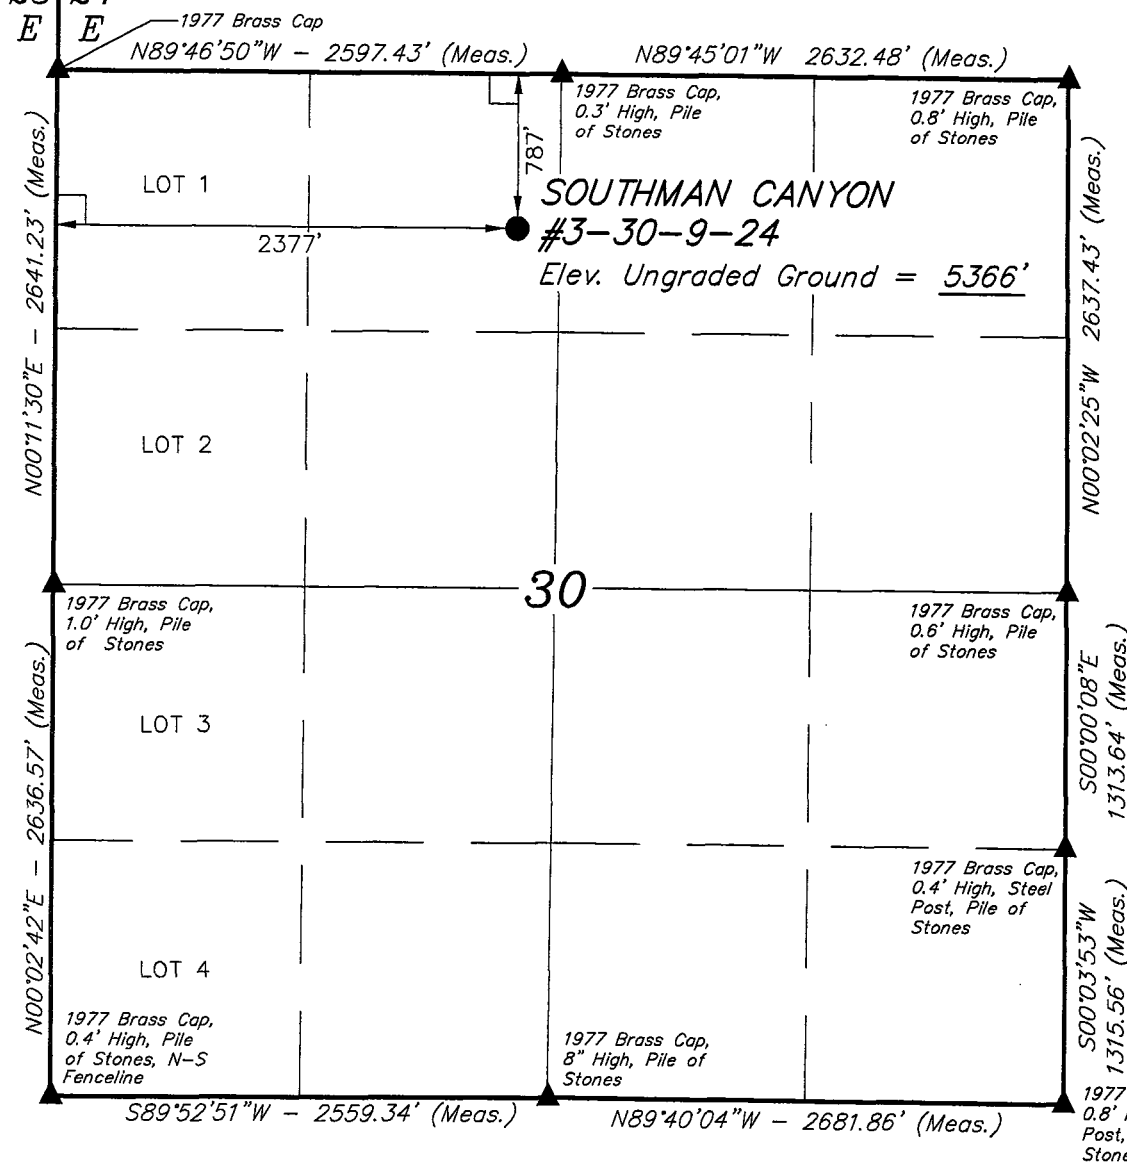 E E
1977 Brass Cap
N89°46'50"W – 2597.43' (Meas.)
N89°45'01"W 2632.48' (Meas.)
1977 Brass Cap,
0.3' High, Pile
of Stones
1977 Brass Cap,
0.8' High, Pile
of Stones
N00°11'30"E – 2641.23' (Meas.)
LOT 1
787'
2377'
SOUTHMAN CANYON
#3-30-9-24
Elev. Ungraded Ground = 5366'
N00°02'25"W 2637.43' (Meas.)
LOT 2
30
1977 Brass Cap,
1.0' High, Pile
of Stones
1977 Brass Cap,
0.6' High, Pile
of Stones
N00°02'42"E – 2636.57' (Meas.)
LOT 3
S00°00'08"E
1313.64' (Meas.)
1977 Brass Cap,
0.4' High, Steel
Post, Pile of
Stones
LOT 4
S00°03'53"W
1315.56' (Meas.)
1977 Brass Cap,
0.4' High, Pile
of Stones, N-S
Fenceline
1977 Brass Cap,
8" High, Pile of
Stones
1977
0.8'
Post,
Stone
S89°52'51"W – 2559.34' (Meas.)
N89°40'04"W – 2681.86' (Meas.)